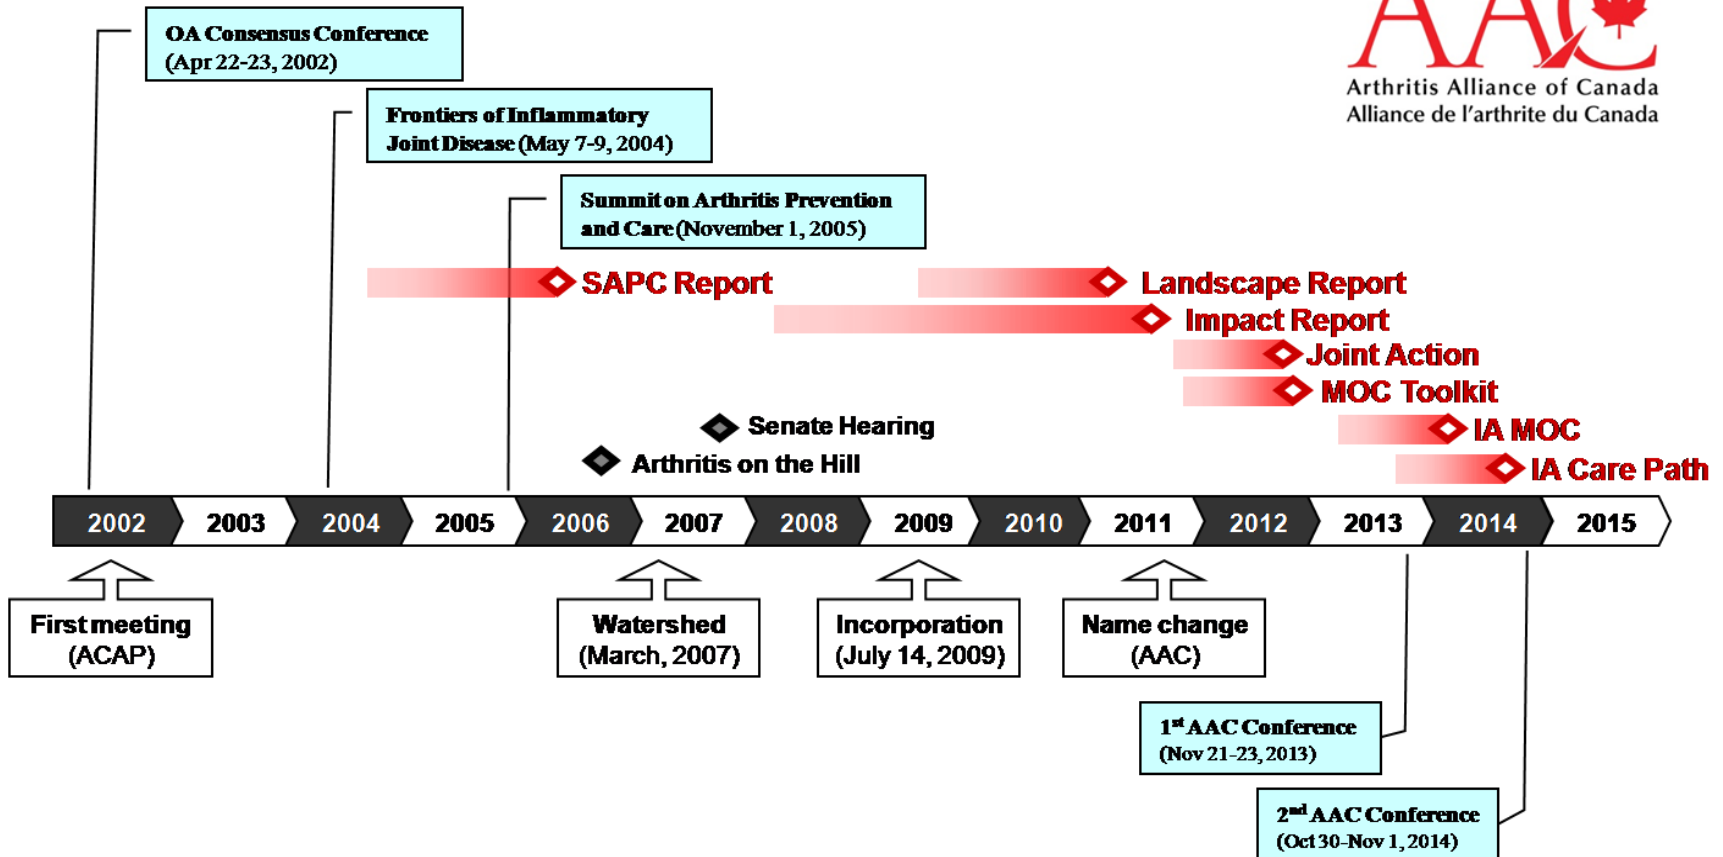 OA Consensus Conference
(Apr 22-23, 2002)
AAC
Arthritis Alliance of Canada
Alliance de l'arthrite du Canada
Frontiers of Inflammatory
Joint Disease (May 7-9, 2004)
Summit on Arthritis Prevention
and Care (November 1, 2005)
SAPC Report
Landscape Report
Impact Report
Joint Action
MOC Toolkit
Senate Hearing
IA MOC
Arthritis on the Hill
IA Care Path
2002 2003 2004 2005 2006 2007 2008 2009 2010 2011 2012 2013 2014 2015
First meeting
(ACAP)
Watershed
(March, 2007)
Incorporation
(July 14, 2009)
Name change
(AAC)
1st AAC Conference
(Nov 21-23, 2013)
2nd AAC Conference
(Oct 30-Nov 1, 2014)